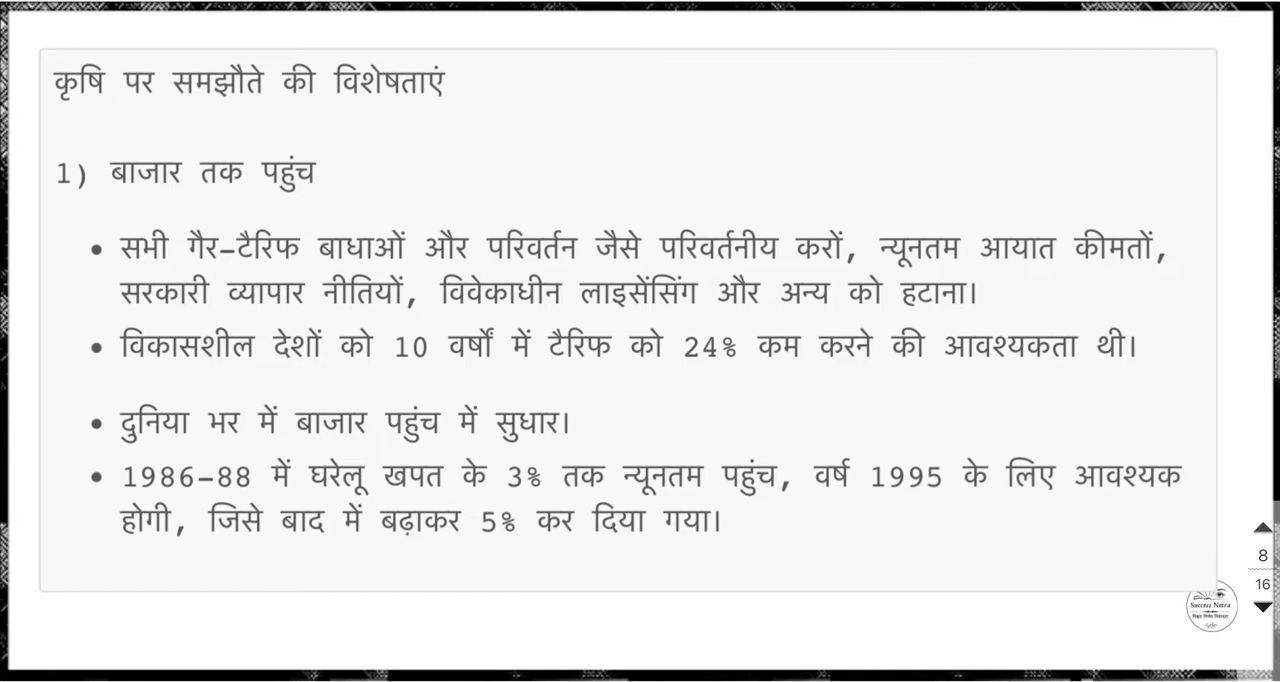 कृषि पर समझौते की विशेषताएं
1) बाजार तक पहुंच
• सभी गैर-टैरिफ बाधाओं और परिवर्तन जैसे परिवर्तनीय करों, न्यूनतम आयात कीमतों,
सरकारी व्यापार नीतियों, विवेकाधीन लाइसेंसिंग और अन्य को हटाना।
• विकासशील देशों को 10 वर्षों में टैरिफ को 24% कम करने की आवश्यकता थी।
• दुनिया भर में बाजार पहुंच में सुधार।
• 1986-88 में घरेलू खपत के 3% तक न्यूनतम पहुंच, वर्ष 1995 के लिए आवश्यक
होगी, जिसे बाद में बढ़ाकर 5% कर दिया गया।
8
16
Success Netra